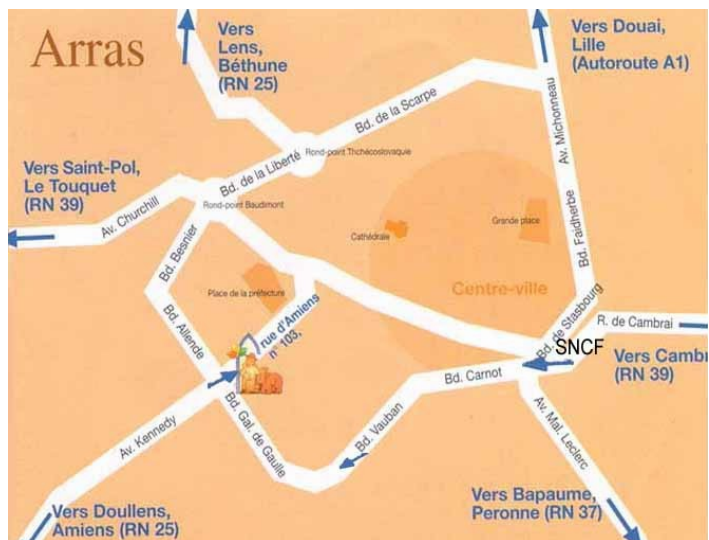 Arras
Vers
Lens,
Béthune
(RN 25)
Vers Douai,
Lille
(Autoroute A1)
Bd. de la Scarpe
Av. Michonneau
Rond-point Tchécoslovaquie
Bd. de la Liberté
Vers Saint-Pol,
Le Touquet
(RN 39)
Av. Churchill
Rond-point Baudimont
Bd. Besnier
Cathédrale
Grande place
Bd. Faidherbe
Place de la préfecture
Centre-ville
rue d'Amiens
n° 103.
Bd. Allende
Bd. de Stasbourg
R. de Cambrai
SNCF
Vers Camb
(RN 39)
Bd. Carnot
Bd. Vauban
Av. Mal. Leclerc
Bd. Gal. de Gaulle
Av. Kennedy
Vers Doullens,
Amiens (RN 25)
Vers Bapaume,
Peronne (RN 37)